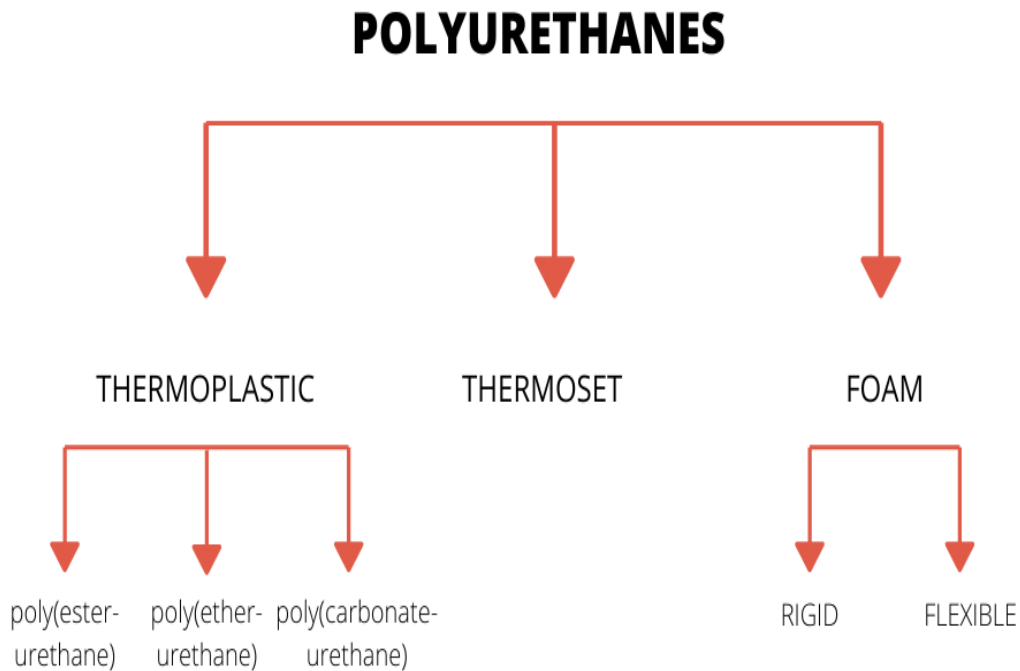 POLYURETHANES
THERMOPLASTIC
THERMOSET
FOAM
poly(ester-
urethane)
poly(ether-
urethane)
poly(carbonate-
urethane)
RIGID
FLEXIBLE